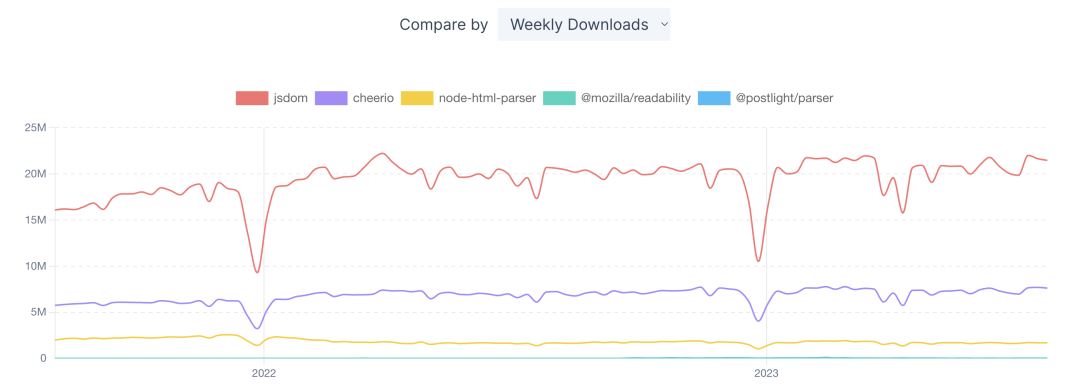 Compare by Weekly Downloads
jsdom cheerio node-html-parser @mozilla/readability @postlight/parser
25M
20M
15M
10M
5M
0
2022 2023